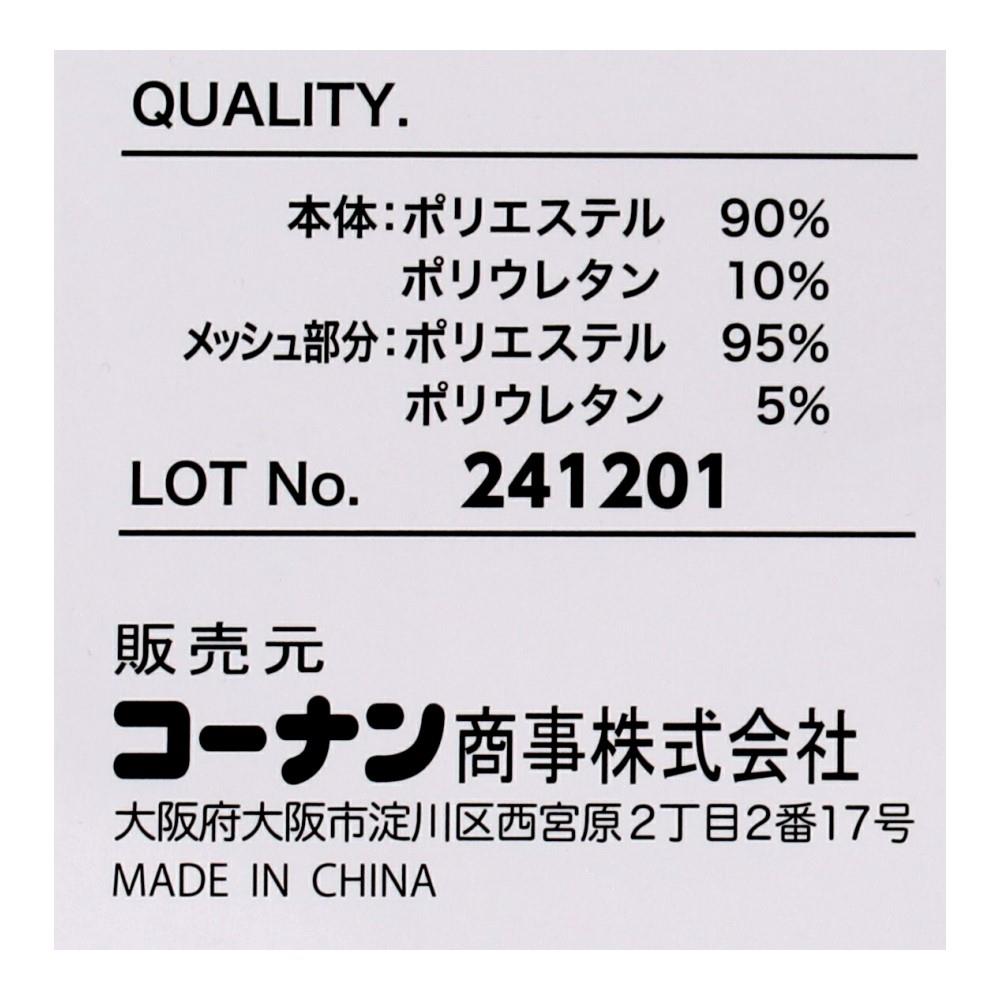 QUALITY.
本体：ポリエステル 90%
ポリウレタン 10%
メッシュ部分：ポリエステル 95%
ポリウレタン 5%
LOT No. 241201
販売元
コーナン商事株式会社
大阪府大阪市淀川区西宮原2丁目2番17号
MADE IN CHINA